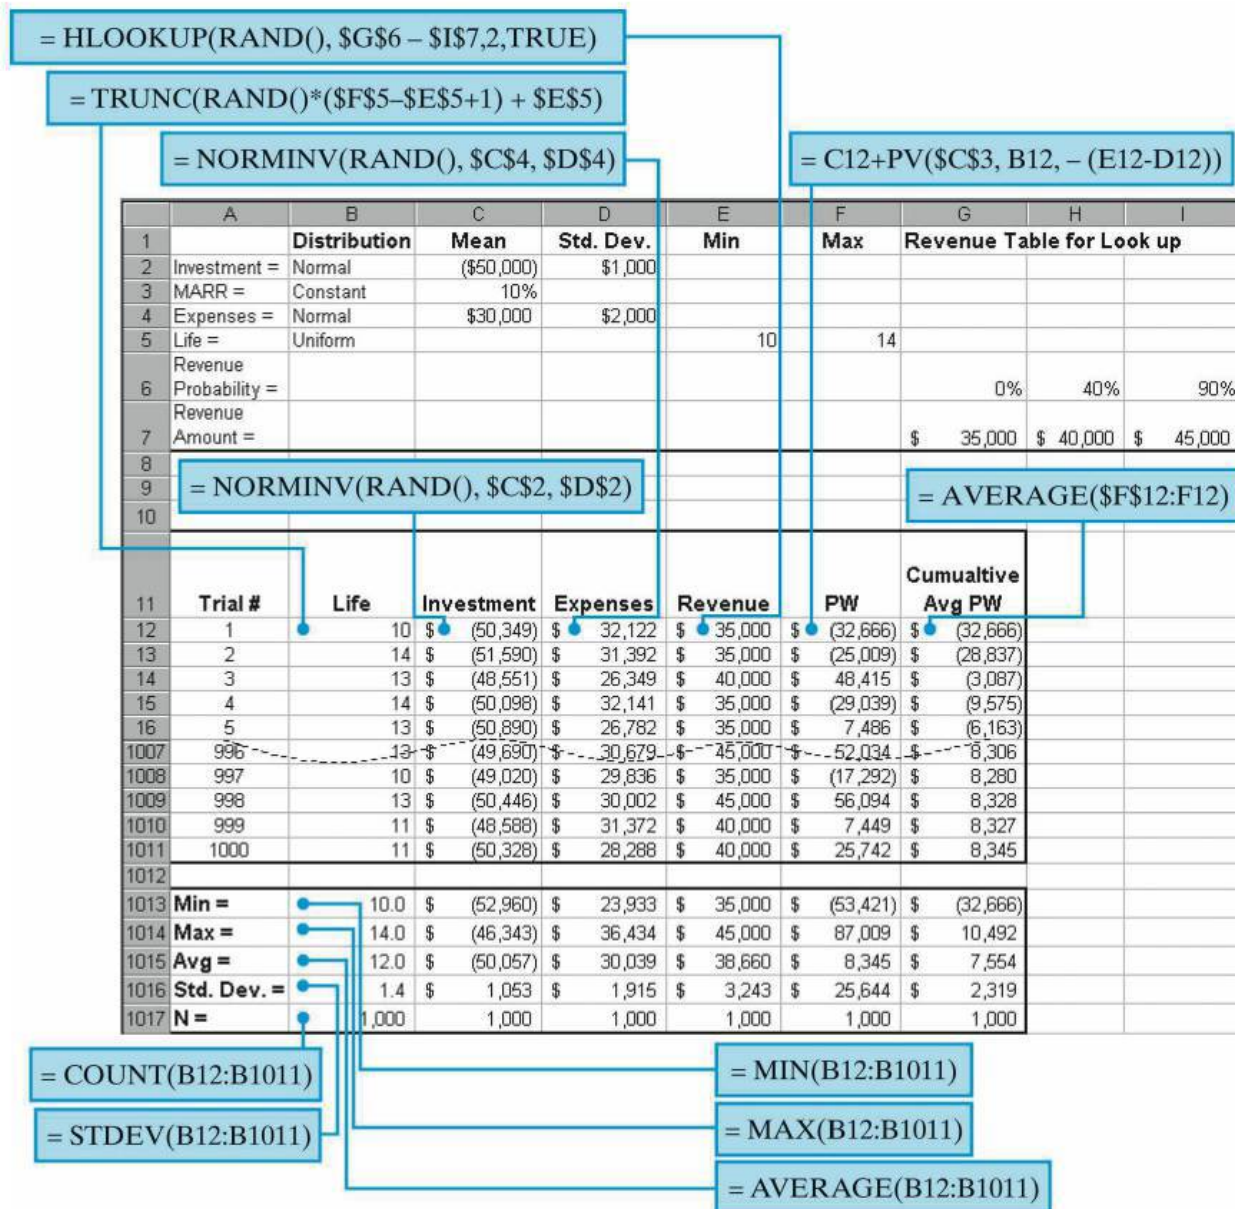 = HLOOKUP(RAND(), $G$6 – $I$7,2,TRUE)
= TRUNC(RAND()*($F$5–$E$5+1) + $E$5)
= NORMINV(RAND(), $C$4, $D$4)
= C12+PV($C$3, B12, – (E12-D12))
A B C D E F G H I
1 Distribution Mean Std. Dev. Min Max Revenue Table for Look up
2 Investment = Normal ($50,000) $1,000
3 MARR = Constant 10%
4 Expenses = Normal $30,000 $2,000
5 Life = Uniform 10 14
Revenue
6 Probability = 0% 40% 90%
Revenue
7 Amount = $ 35,000 $ 40,000 $ 45,000
8
9
10
= NORMINV(RAND(), $C$2, $D$2)
= AVERAGE($F$12:F12)
Cumualtive
11 Trial # Life Investment Expenses Revenue PW Avg PW
12 1 10 $ (50,349) $ 32,122 $ 35,000 $ (32,666) $ (32,666)
13 2 14 $ (51,590) $ 31,392 $ 35,000 $ (25,009) $ (28,837)
14 3 13 $ (48,551) $ 26,349 $ 40,000 $ 48,415 $ (3,087)
15 4 14 $ (50,098) $ 32,141 $ 35,000 $ (29,039) $ (9,575)
16 5 13 $ (50,890) $ 26,782 $ 35,000 $ 7,486 $ (6,163)
1007 996 13 $ (49,690) $ 30,679 $ 45,000 $ 52,034 $ 8,306
1008 997 10 $ (49,020) $ 29,836 $ 35,000 $ (17,292) $ 8,280
1009 998 13 $ (50,446) $ 30,002 $ 45,000 $ 56,094 $ 8,328
1010 999 11 $ (48,588) $ 31,372 $ 40,000 $ 7,449 $ 8,327
1011 1000 11 $ (50,328) $ 28,288 $ 40,000 $ 25,742 $ 8,345
1012
1013 Min = 10.0 $ (52,960) $ 23,933 $ 35,000 $ (53,421) $ (32,666)
1014 Max = 14.0 $ (46,343) $ 36,434 $ 45,000 $ 87,009 $ 10,492
1015 Avg = 12.0 $ (50,057) $ 30,039 $ 38,660 $ 8,345 $ 7,554
1016 Std. Dev. = 1.4 $ 1,053 $ 1,915 $ 3,243 $ 25,644 $ 2,319
1017 N = 1,000 1,000 1,000 1,000 1,000 1,000
= COUNT(B12:B1011)
= MIN(B12:B1011)
= STDEV(B12:B1011)
= MAX(B12:B1011)
= AVERAGE(B12:B1011)